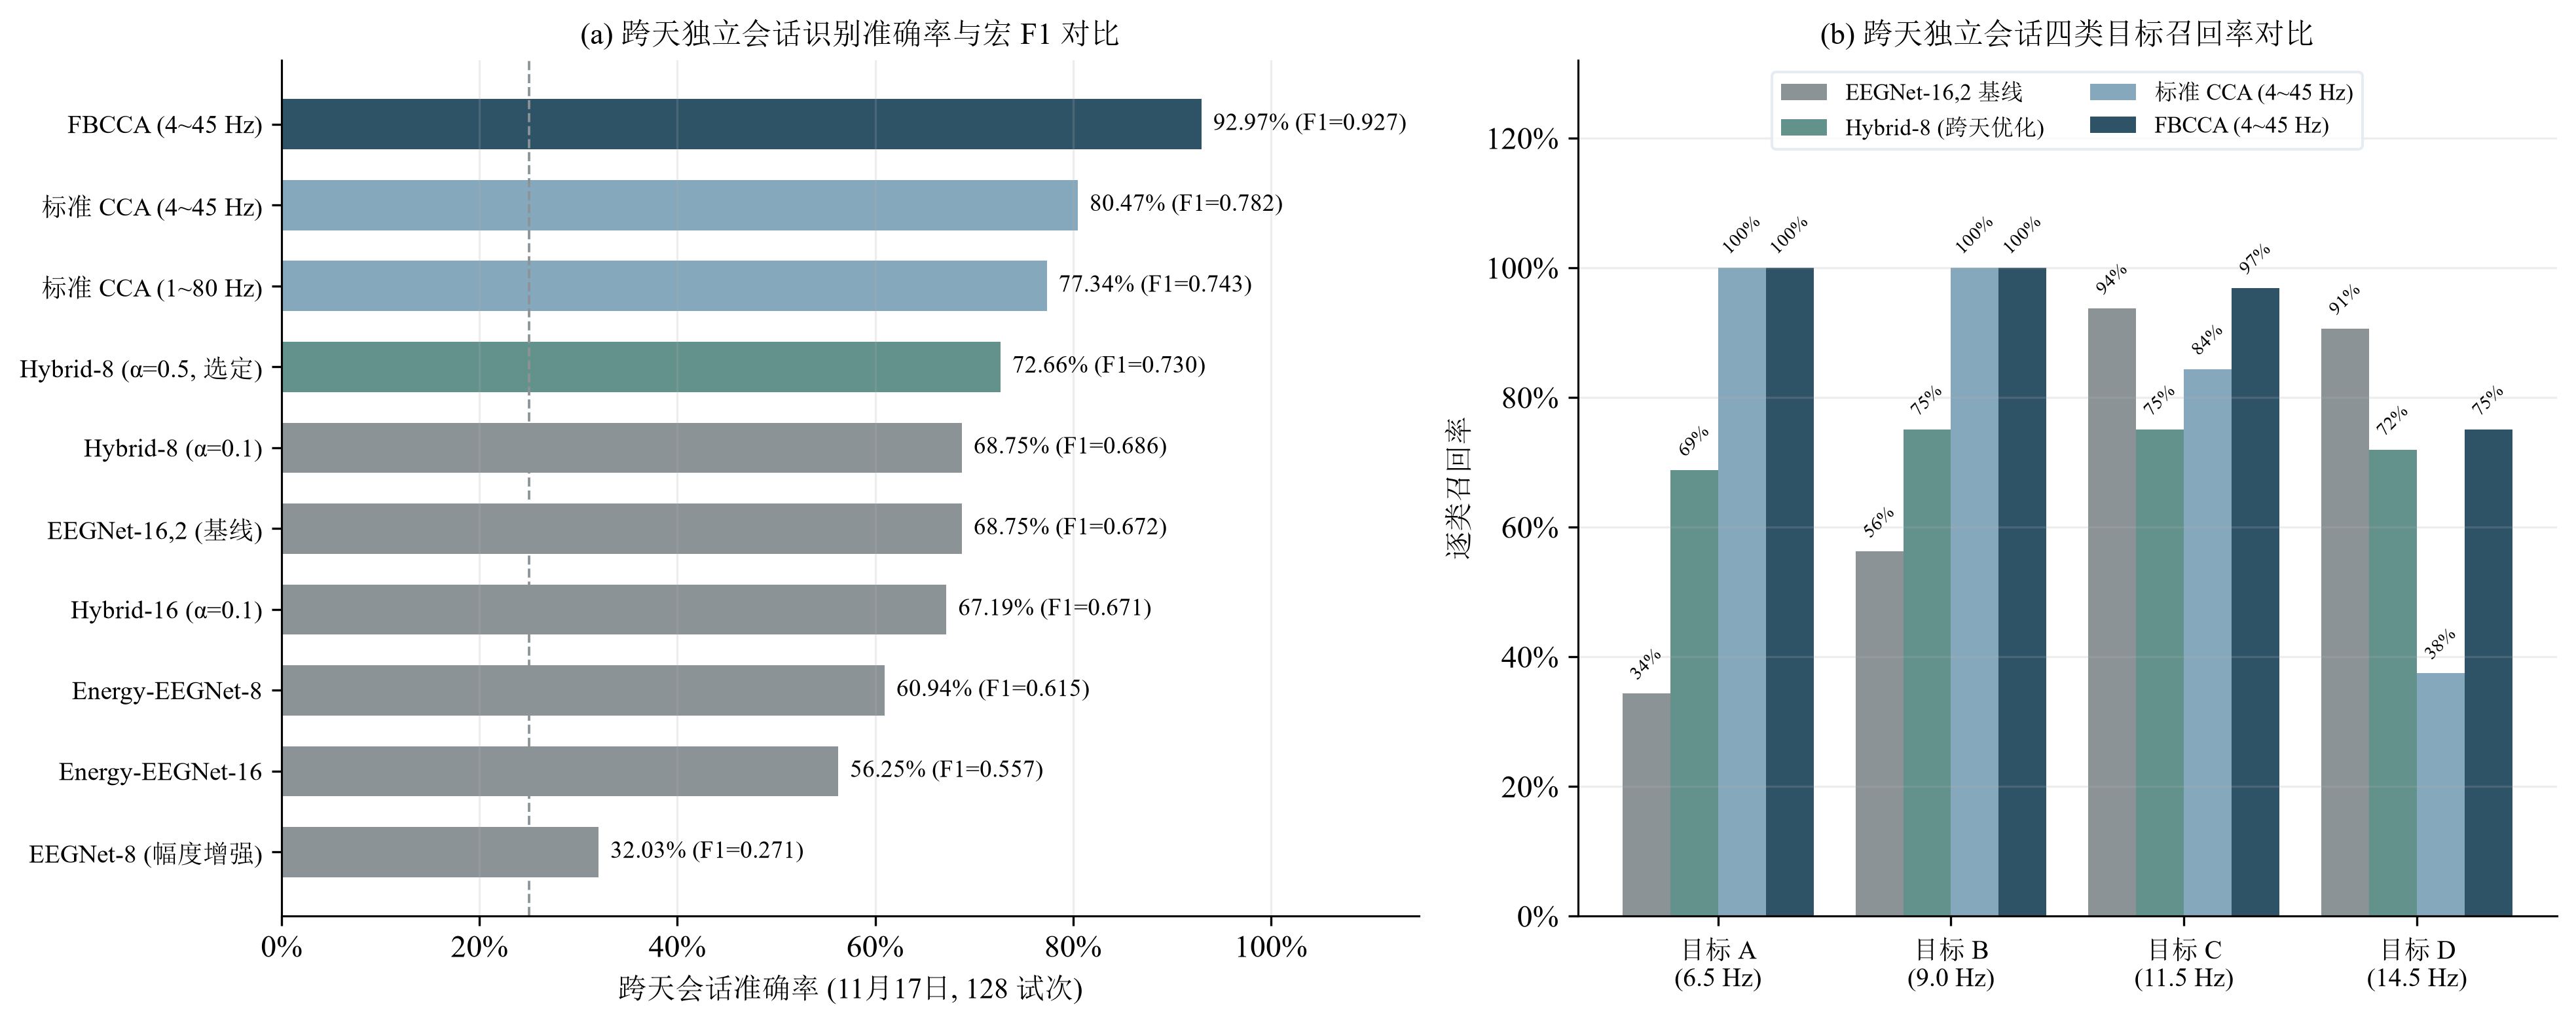 (a) 跨天独立会话识别准确率与宏 F1 对比
FBCCA (4~45 Hz)
92.97% (F1=0.927)
标准 CCA (4~45 Hz)
80.47% (F1=0.782)
标准 CCA (1~80 Hz)
77.34% (F1=0.743)
Hybrid-8 (α=0.5, 选定)
72.66% (F1=0.730)
Hybrid-8 (α=0.1)
68.75% (F1=0.686)
EEGNet-16,2 (基线)
68.75% (F1=0.672)
Hybrid-16 (α=0.1)
67.19% (F1=0.671)
Energy-EEGNet-8
60.94% (F1=0.615)
Energy-EEGNet-16
56.25% (F1=0.557)
EEGNet-8 (幅度增强)
32.03% (F1=0.271)
0% 20% 40% 60% 80% 100%
跨天会话准确率 (11月17日, 128 试次)
(b) 跨天独立会话四类目标召回率对比
EEGNet-16,2 基线
标准 CCA (4~45 Hz)
Hybrid-8 (跨天优化)
FBCCA (4~45 Hz)
逐类召回率
120%
100%
80%
60%
40%
20%
0%
34% 69% 100% 100%
56% 75% 100% 100%
94% 75% 84% 97%
91% 72% 38% 75%
目标 A 目标 B 目标 C 目标 D
(6.5 Hz) (9.0 Hz) (11.5 Hz) (14.5 Hz)